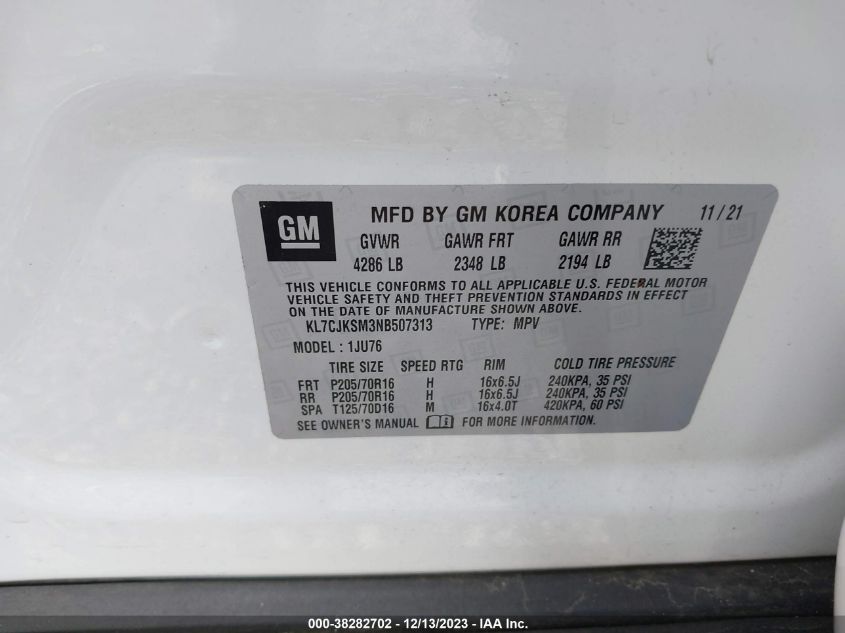 GM
MFD BY GM KOREA COMPANY 11/21
GVWR GAWR FRT GAWR RR
4286 LB 2348 LB 2194 LB
THIS VEHICLE CONFORMS TO ALL APPLICABLE U.S. FEDERAL MOTOR
VEHICLE SAFETY AND THEFT PREVENTION STANDARDS IN EFFECT
ON THE DATE OF MANUFACTURE SHOWN ABOVE.
KL7CJKSM3NB507313 TYPE: MPV
MODEL : 1JU76
TIRE SIZE SPEED RTG RIM COLD TIRE PRESSURE
FRT P205/70R16 H 16x6.5J 240KPA, 35 PSI
RR P205/70R16 H 16x6.5J 240KPA, 35 PSI
SPA T125/70D16 M 16x4.0T 420KPA, 60 PSI
SEE OWNER'S MANUAL FOR MORE INFORMATION.
000-38282702 - 12/13/2023 - IAA Inc.